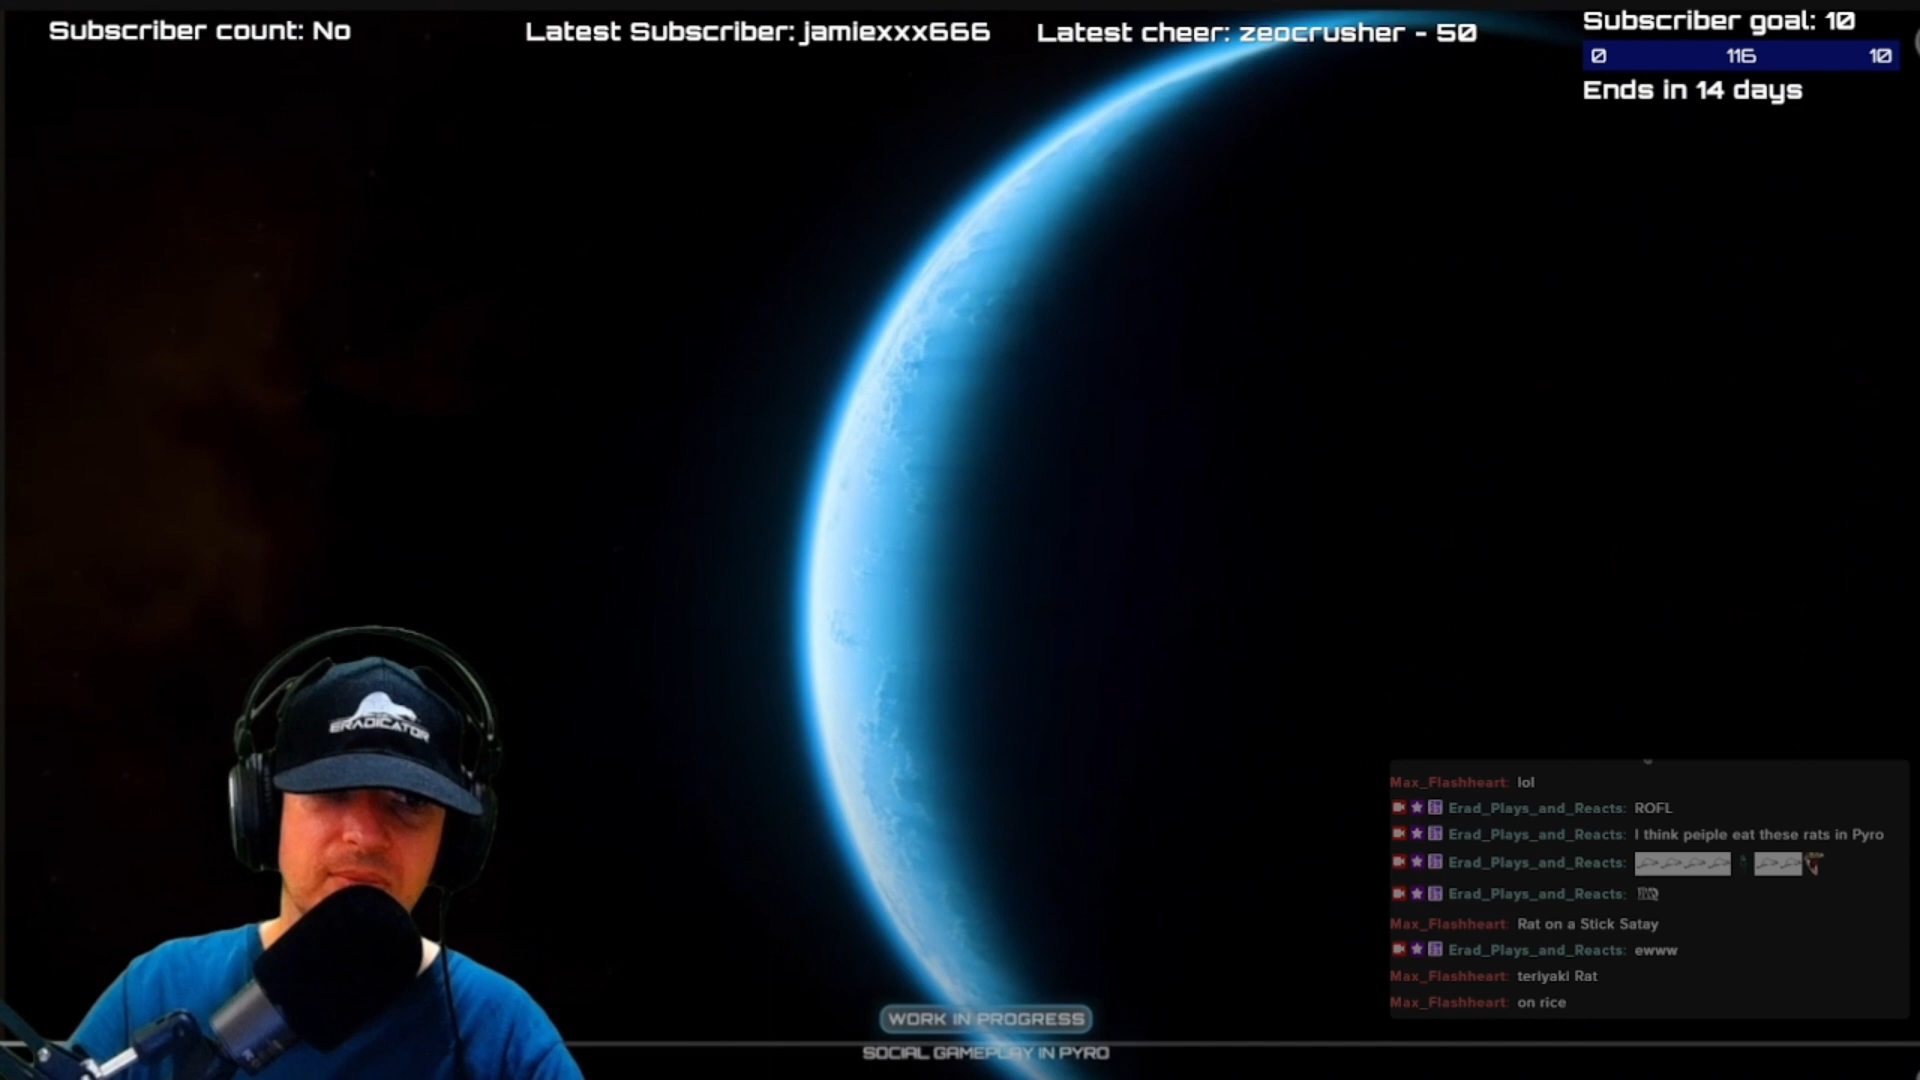 Subscriber count: No
Latest Subscriber: jamiexxx666
Latest cheer: zeocrusher - 50
Subscriber goal: 10
0 116 10
Ends in 14 days
ERADICATOR
Max_Flashheart: lol
Erad_Plays_and_Reacts: ROFL
Erad_Plays_and_Reacts: I think peiple eat these rats in Pyro
Erad_Plays_and_Reacts:
Erad_Plays_and_Reacts:
Max_Flashheart: Rat on a Stick Satay
Erad_Plays_and_Reacts: ewww
Max_Flashheart: teriyaki Rat
Max_Flashheart: on rice
WORK IN PROGRESS
SOCIAL GAMEPLAY IN PYRO